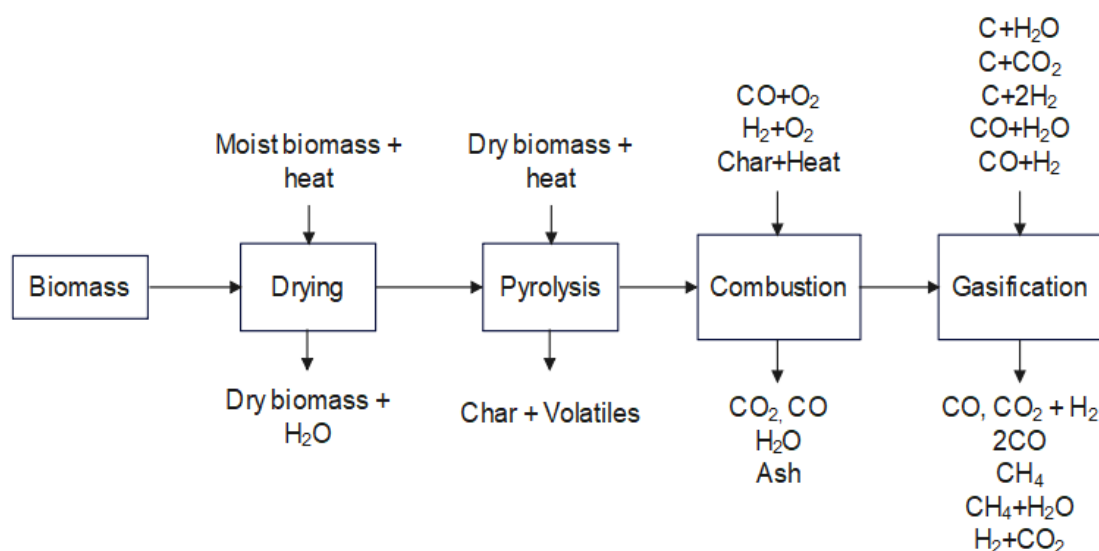 C+H₂O
C+CO₂
C+2H₂
CO+H₂O
CO+H₂
CO+O₂
H₂+O₂
Char+Heat
Moist biomass +
heat
Dry biomass +
heat
Biomass
Drying
Pyrolysis
Combustion
Gasification
Dry biomass +
H₂O
Char + Volatiles
CO₂, CO
H₂O
Ash
CO, CO₂ + H₂
2CO
CH₄
CH₄+H₂O
H₂+CO₂